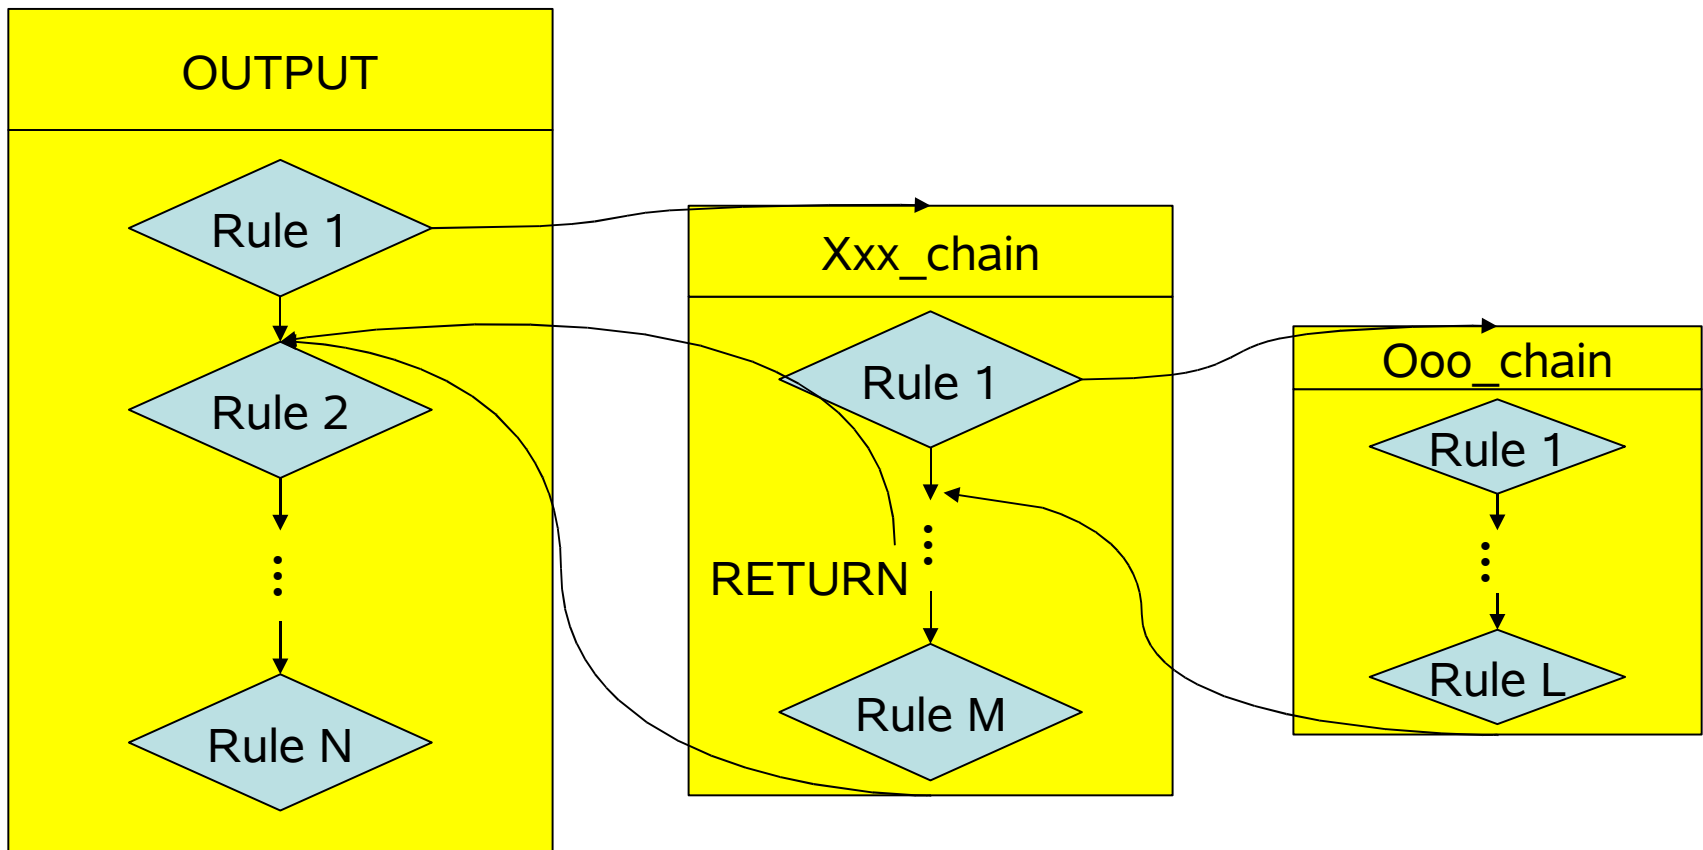 OUTPUT
Rule 1
Rule 2
⋮
Rule N
Xxx_chain
Rule 1
⋮
RETURN
Rule M
Ooo_chain
Rule 1
⋮
Rule L